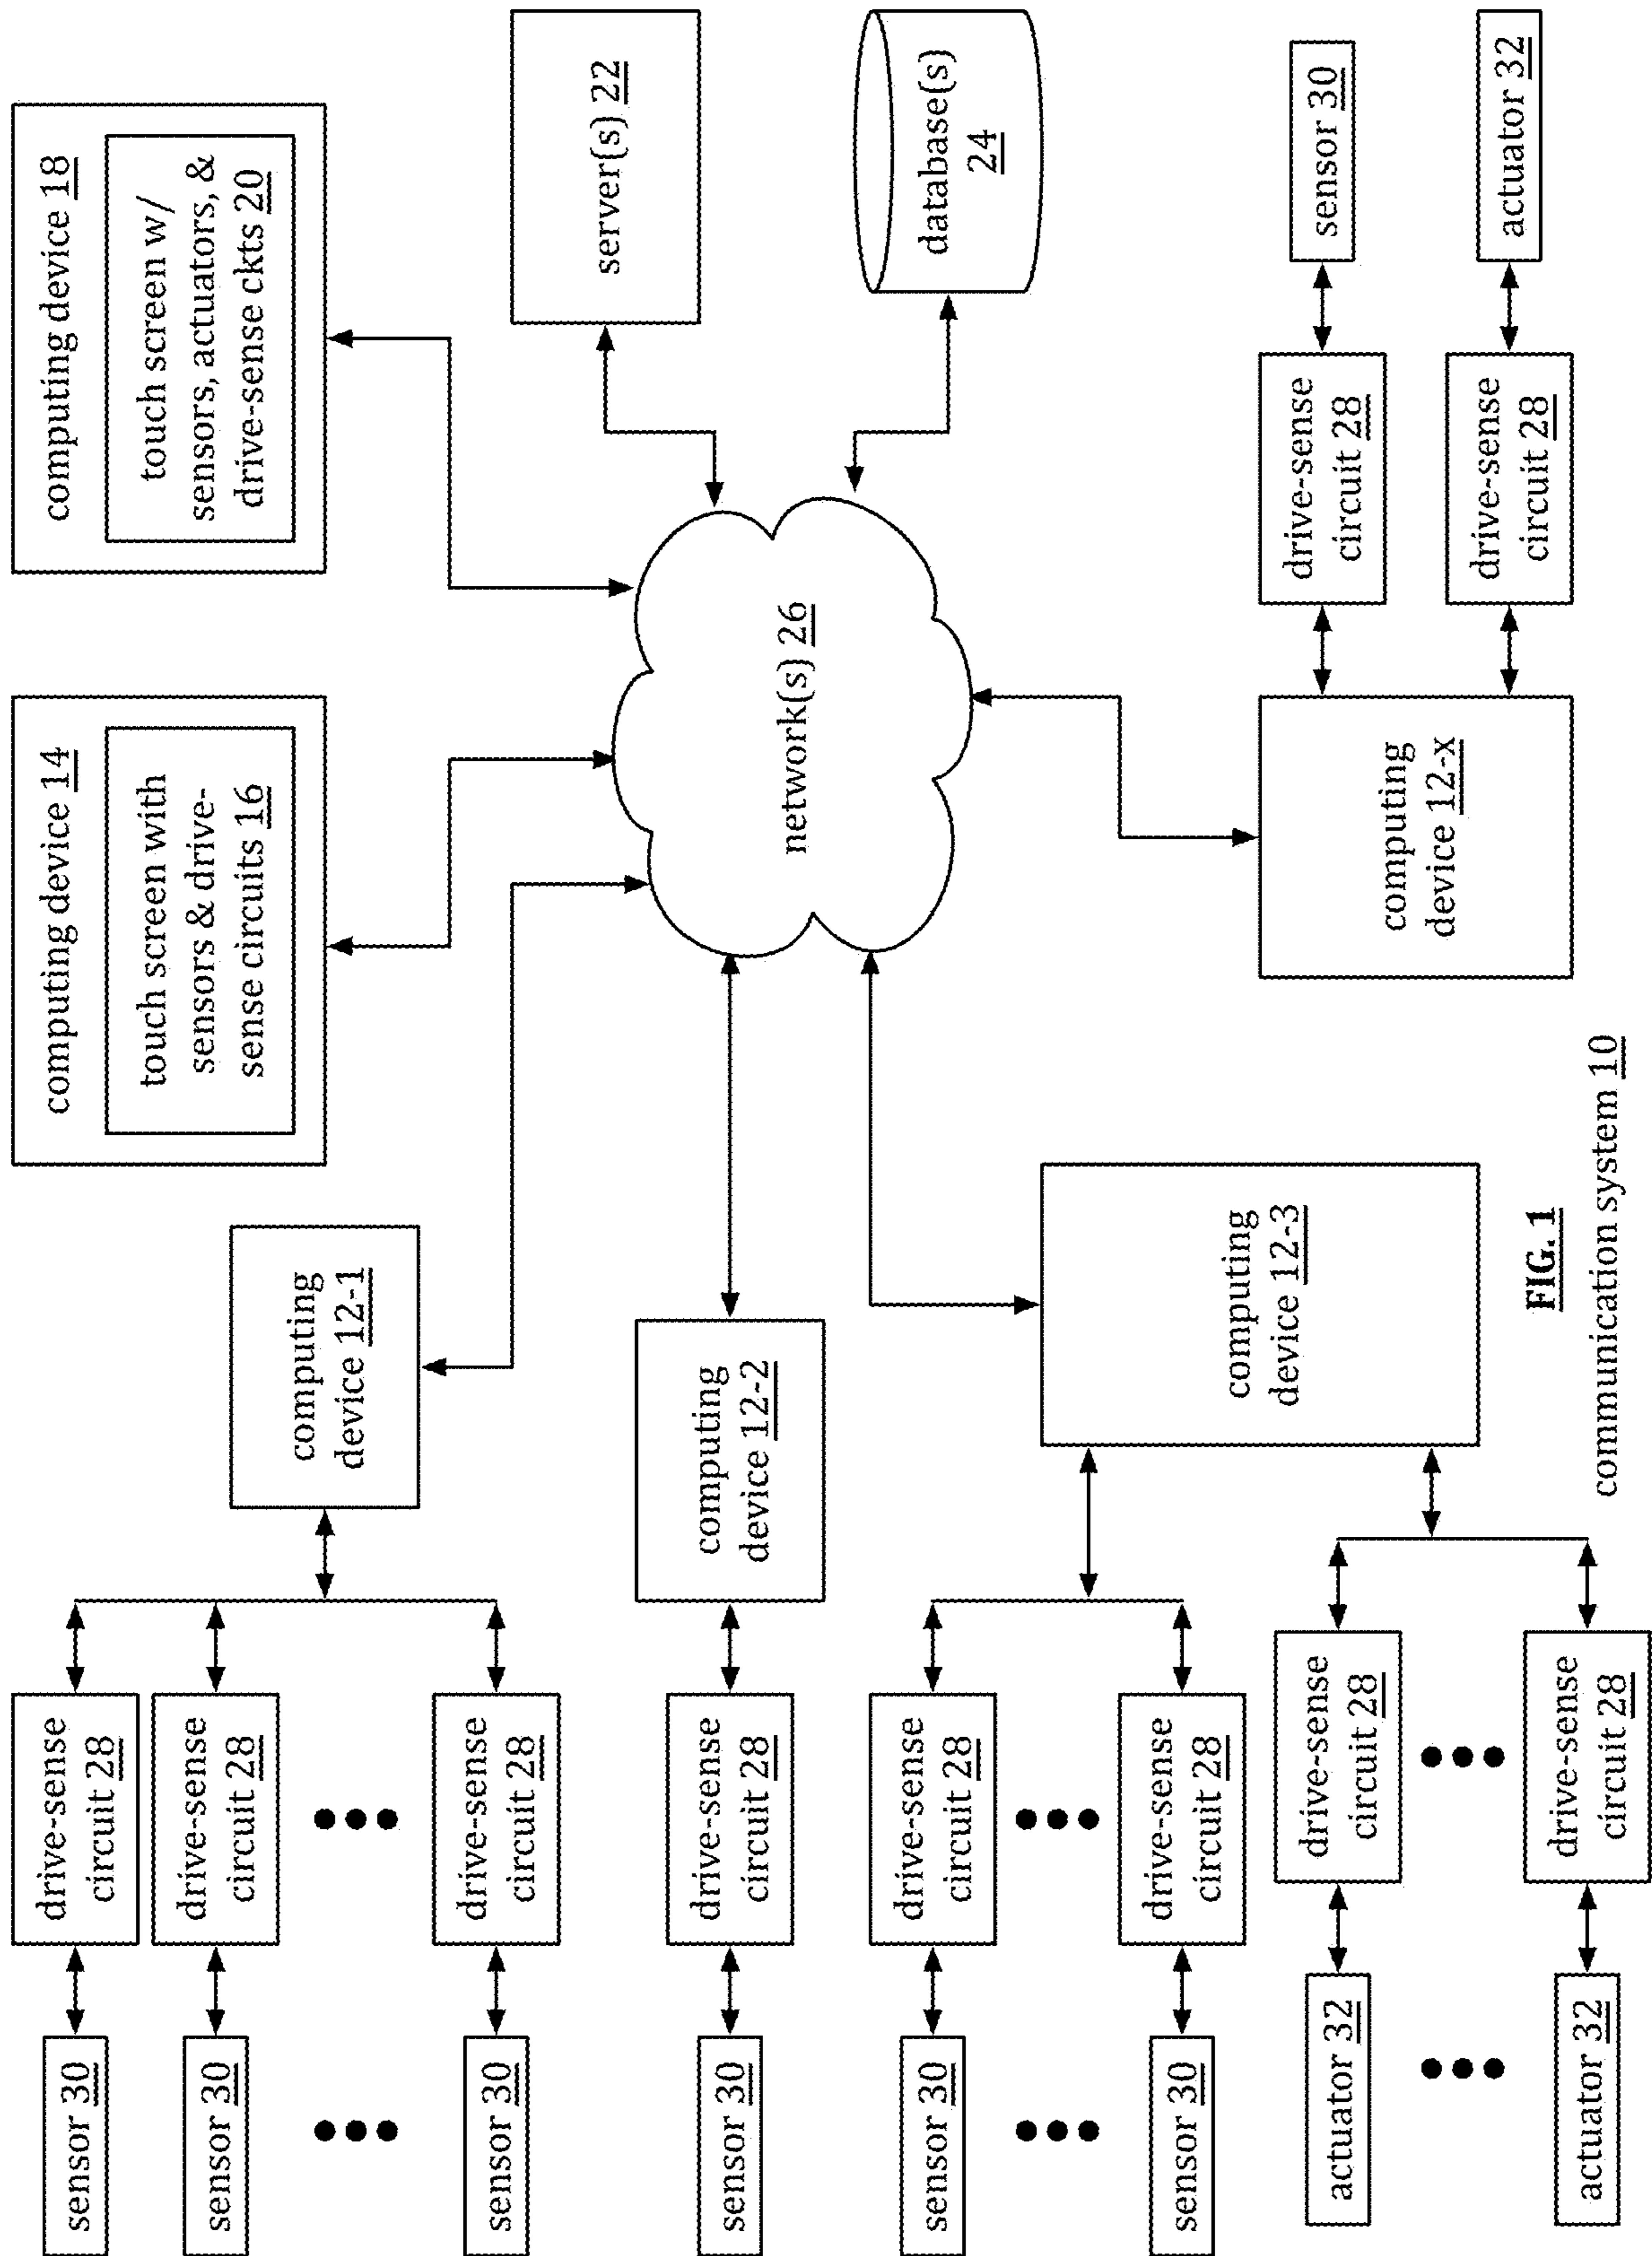 sensor 30
drive-sense
circuit 28
sensor 30
drive-sense
circuit 28
sensor 30
drive-sense
circuit 28
computing
device 12-1
computing device 14
touch screen with
sensors & drive-
sense circuits 16
computing device 18
touch screen w/
sensors, actuators, &
drive-sense ckts 20
sensor 30
drive-sense
circuit 28
computing
device 12-2
network(s) 26
server(s) 22
database(s)
24
sensor 30
drive-sense
circuit 28
sensor 30
drive-sense
circuit 28
computing
device 12-3
actuator 32
drive-sense
circuit 28
actuator 32
drive-sense
circuit 28
computing
device 12-x
drive-sense
circuit 28
sensor 30
drive-sense
circuit 28
actuator 32
FIG. 1
communication system 10